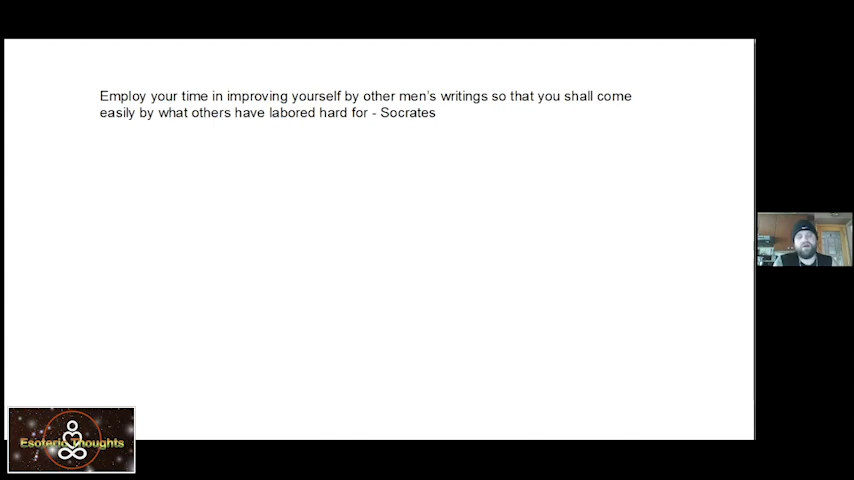 Employ your time in improving yourself by other men's writings so that you shall come
easily by what others have labored hard for - Socrates
Esoteric Thoughts